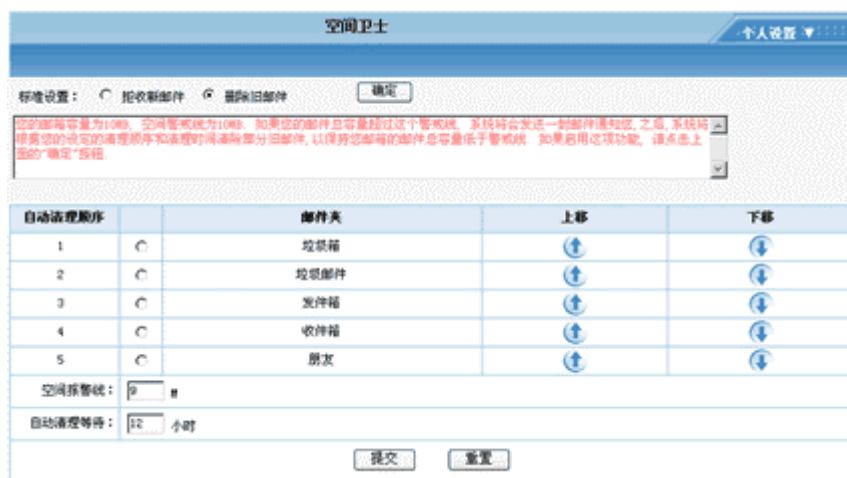 空间卫士
个人设置 ▼
标准设置： 拒收新邮件 删除旧邮件 确定
您的邮箱容量为10MB, 空间警戒线为10MB. 如果您的邮件总容量超过这个警戒线, 系统将会发送一封邮件通知您, 之后, 系统将
根据您的设定的清理顺序和清理时间清除部分旧邮件, 以保持您邮箱的邮件总容量低于警戒线. 如果启用这项功能, 请点击上
面的"确定"按钮.
自动清理顺序 邮件夹 上移 下移
1 垃圾箱
2 垃圾邮件
3 发件箱
4 收件箱
5 朋友
空间报警线： 9 M
自动清理等待： 12 小时
提交 重置